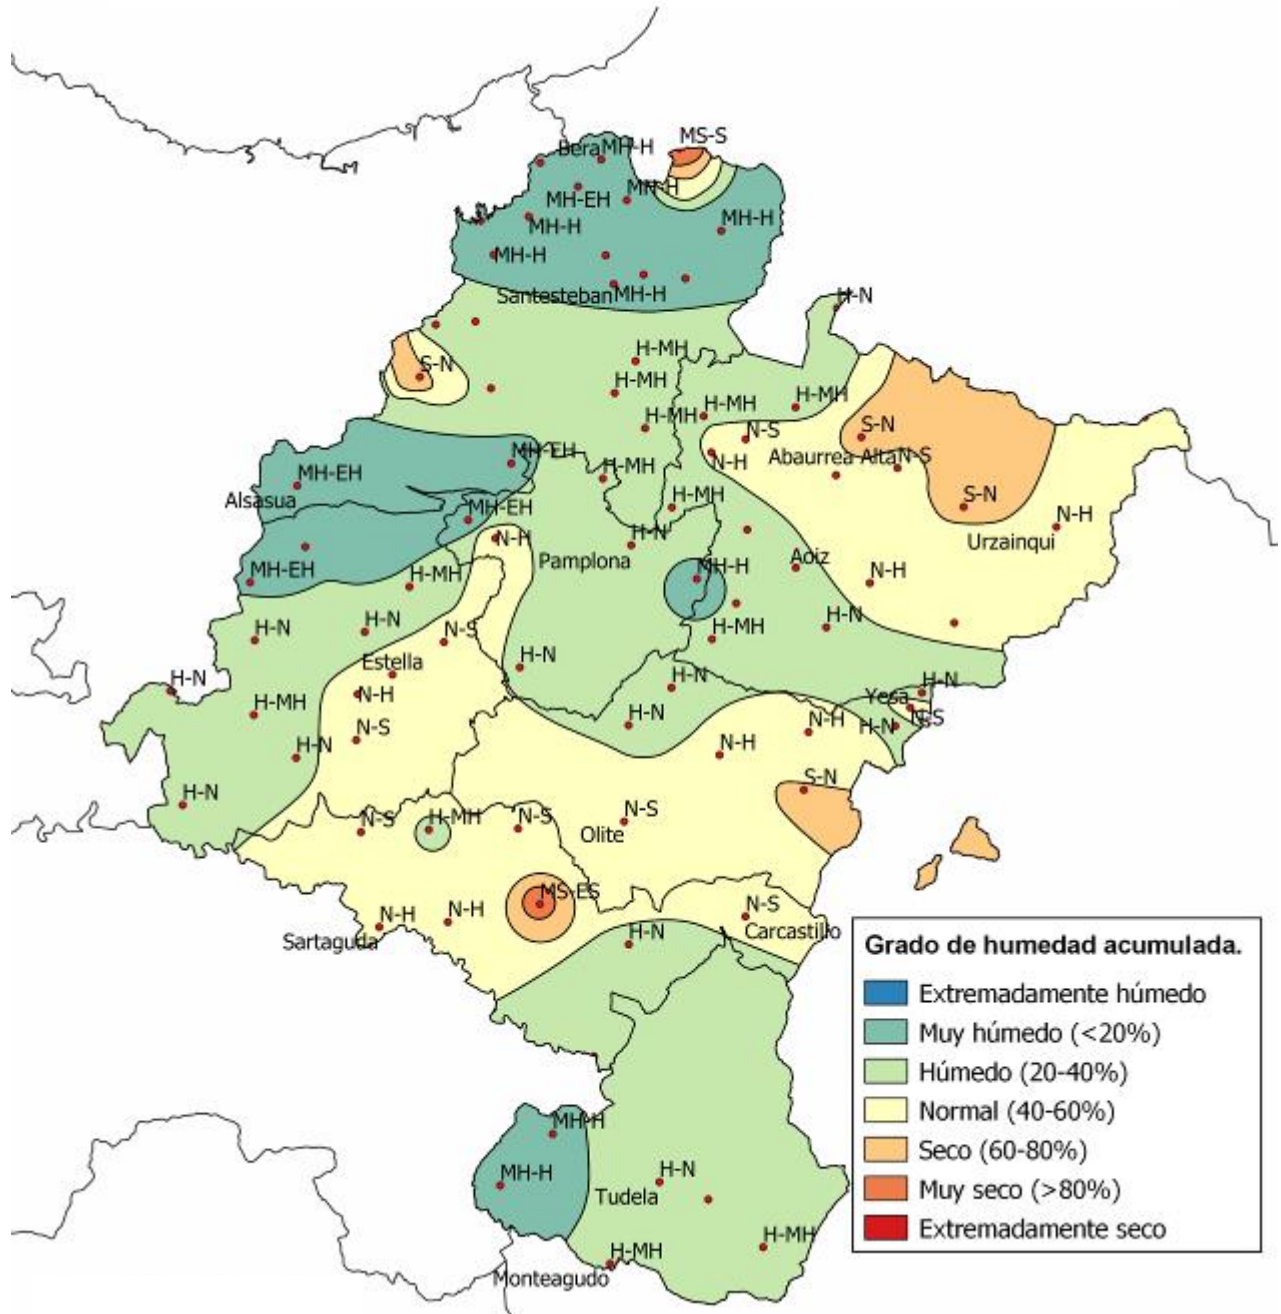 MS-S
Bera MH-H
MH-EH
MH-H
MH-H
MH-H
MH-H
Santesteban MH-H
H-N
H-MH
S-N
H-MH
H-MH
H-MH
H-MH
N-S
S-N
N-H
Abaurrea Alta N-S
MH-EH
H-MH
MH-EH
Alsasua
H-MH
S-N
MH-EH
N-H
Urzainqui
N-H
H-N
Pamplona
Aoiz
MH-EH
H-MH
MH-H
N-H
H-N
H-N
N-S
H-MH
H-N
Estella
H-N
H-N
N-H
H-N
H-N
Yesa
H-MH
H-N
N-S
H-N
N-S
N-H
H-N
N-H
S-N
H-N
N-S
H-MH
N-S
N-S
Olite
MS-ES
N-H
N-H
N-S
Sartaguda
H-N
Carcastillo
Grado de humedad acumulada.
Extremadamente húmedo
Muy húmedo (<20%)
Húmedo (20-40%)
Normal (40-60%)
Seco (60-80%)
Muy seco (>80%)
Extremadamente seco
MH-H
MH-H
H-N
Tudela
H-MH
H-MH
Monteagudo